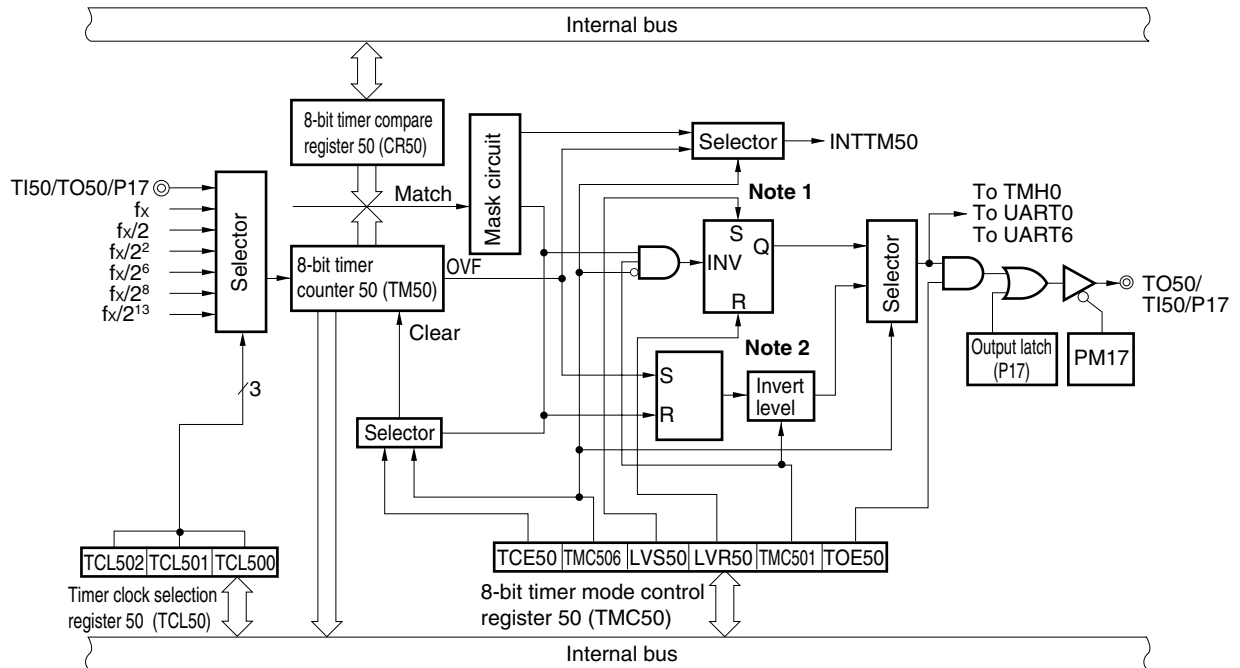 Internal bus
8-bit timer compare
register 50 (CR50)
Selector
INTTM50
Mask circuit
Match
TI50/TO50/P17
fX
fX/2
fX/2²
fX/2⁶
fX/2⁸
fX/2¹³
Selector
8-bit timer
counter 50 (TM50)
OVF
Clear
Note 1
S
Q
INV
R
Selector
To TMH0
To UART0
To UART6
TO50/
TI50/P17
Output latch
(P17)
PM17
Note 2
S
R
Invert
level
3
Selector
TCL502 TCL501 TCL500
Timer clock selection
register 50 (TCL50)
TCE50 TMC506 LVS50 LVR50 TMC501 TOE50
8-bit timer mode control
register 50 (TMC50)
Internal bus